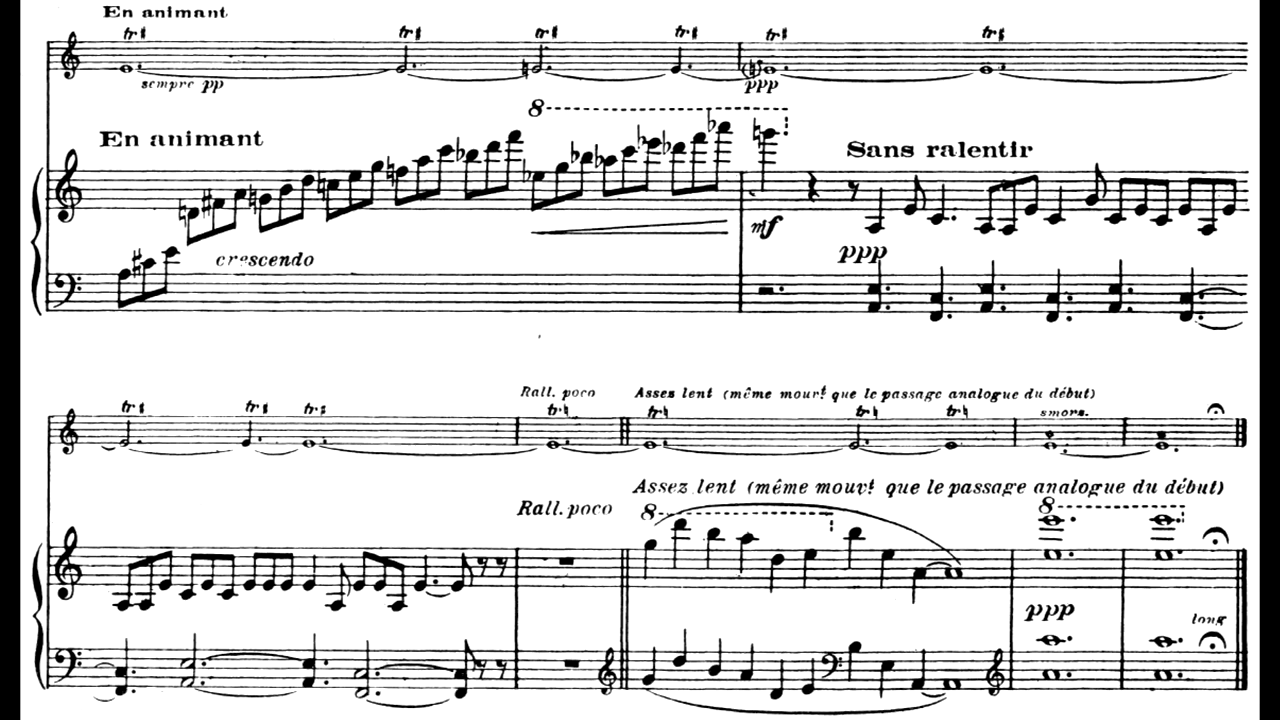 En animant
tr tr tr tr tr tr
sempre pp
ppp
8
En animant
Sans ralentir
mf
crescendo
ppp
Rall. poco
Assez lent (même mouvt que le passage analogue du début)
tr tr tr tr tr tr tr
smorz.
Assez lent (même mouvt que le passage analogue du début)
Rall. poco
8
8
ppp
long